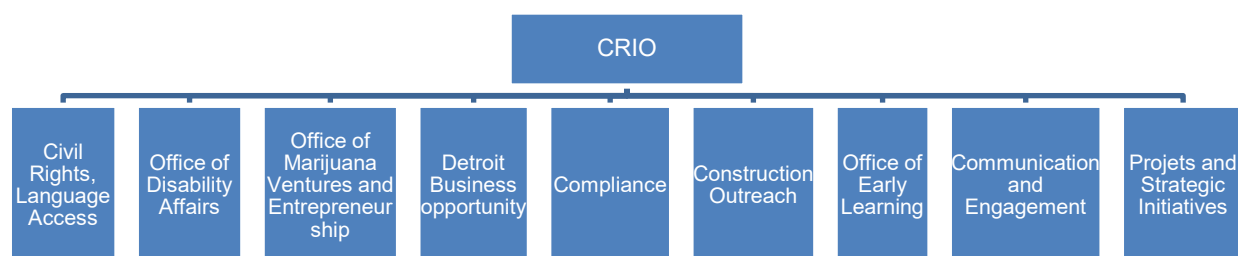 CRIO
Civil
Rights,
Language
Access
Office of
Disability
Affairs
Office of
Marijuana
Ventures and
Entrepreneur
ship
Detroit
Business
opportunity
Compliance
Construction
Outreach
Office of
Early
Learning
Communication
and
Engagement
Projets and
Strategic
Initiatives